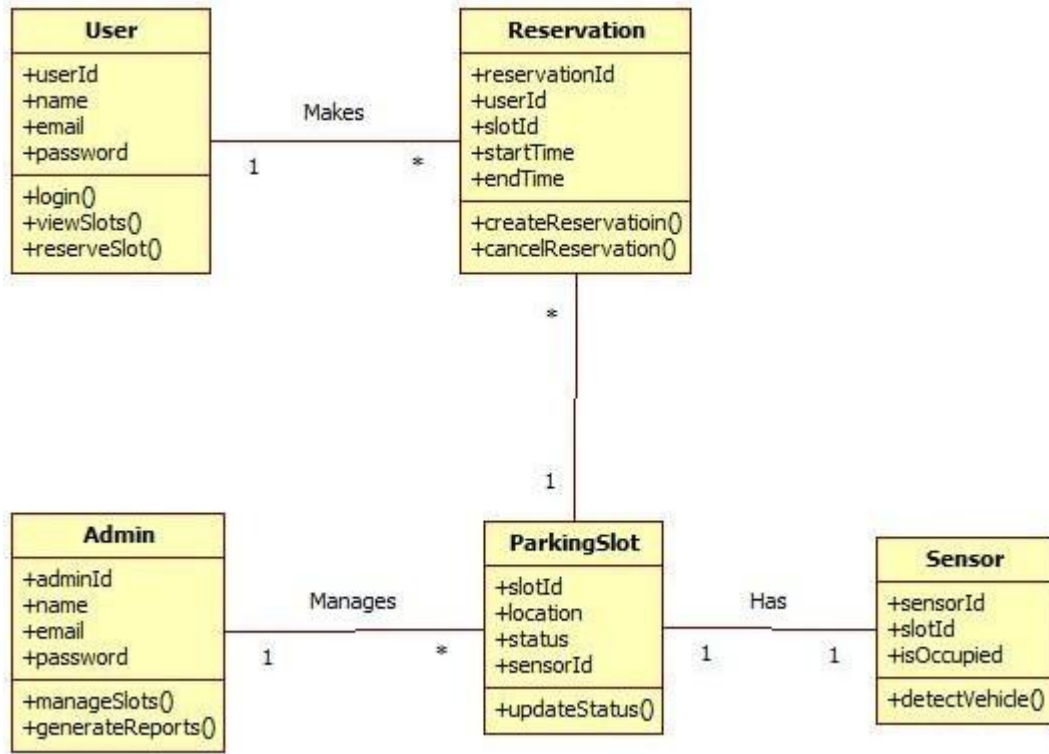 User
+userId
+name
+email
+password
+login()
+viewSlots()
+reserveSlot()
Makes
1
*
Reservation
+reservationId
+userId
+slotId
+startTime
+endTime
+createReservatioin()
+cancelReservation()
*
1
Admin
+adminId
+name
+email
+password
+manageSlots()
+generateReports()
Manages
1
*
ParkingSlot
+slotId
+location
+status
+sensorId
+updateStatus()
Has
1
1
Sensor
+sensorId
+slotId
+isOccupied
+detectVehicle()